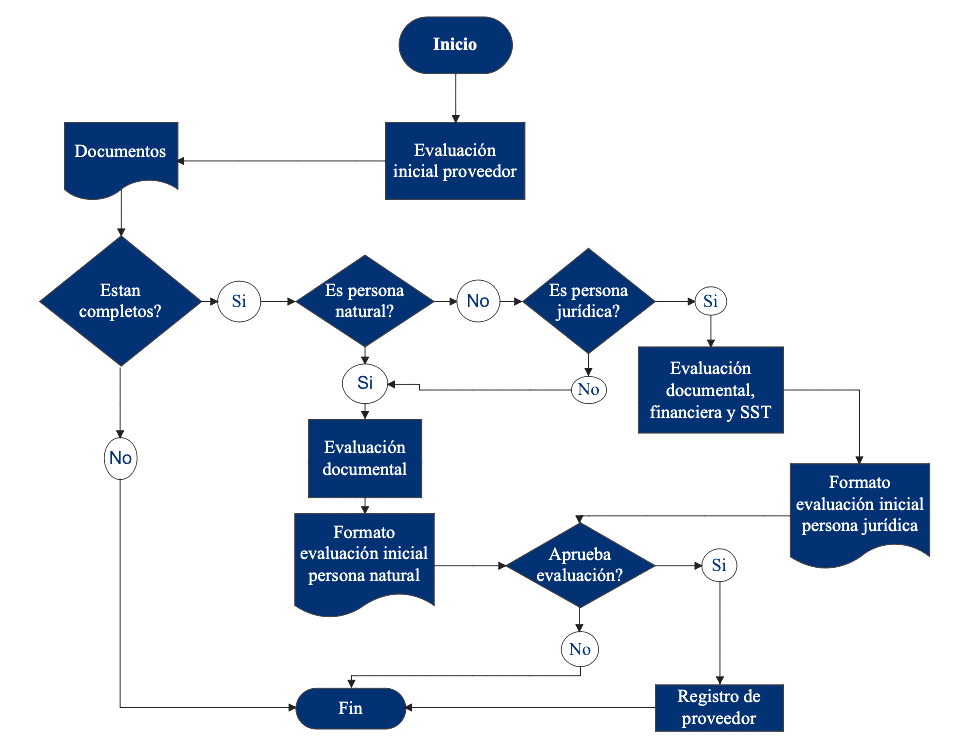 Inicio
Evaluación
inicial proveedor
Documentos
Estan
completos?
Si
Es persona
natural?
No
Es persona
jurídica?
Si
Si
No
Evaluación
documental,
financiera y SST
No
Evaluación
documental
Formato
evaluación inicial
persona jurídica
Formato
evaluación inicial
persona natural
Aprueba
evaluación?
Si
No
Fin
Registro de
proveedor